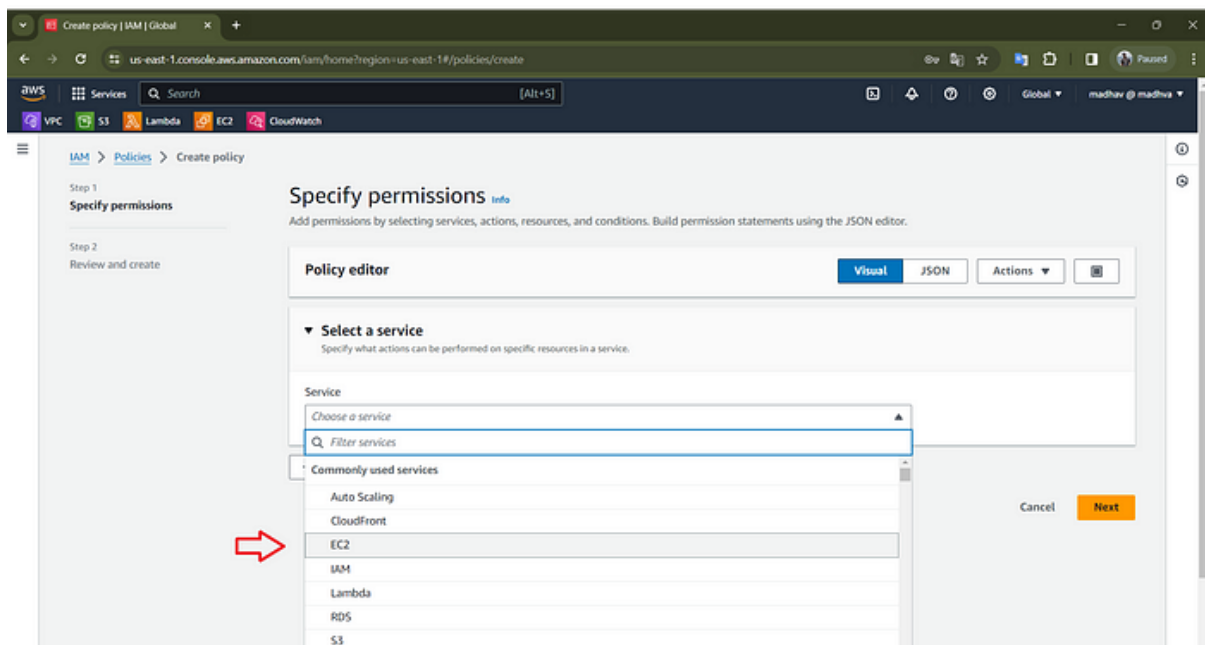 Create policy | IAM | Global
us-east-1.console.aws.amazon.com/iam/home?region=us-east-1#/policies/create
Paused
aws
Services
Search
[Alt+S]
Global
madhav @ madhva
VPC
S3
Lambda
EC2
CloudWatch
IAM > Policies > Create policy
Step 1
Specify permissions
Step 2
Review and create
Specify permissions Info
Add permissions by selecting services, actions, resources, and conditions. Build permission statements using the JSON editor.
Policy editor
Visual
JSON
Actions
Select a service
Specify what actions can be performed on specific resources in a service.
Service
Choose a service
Filter services
Commonly used services
Auto Scaling
CloudFront
EC2
IAM
Lambda
RDS
S3
Cancel
Next